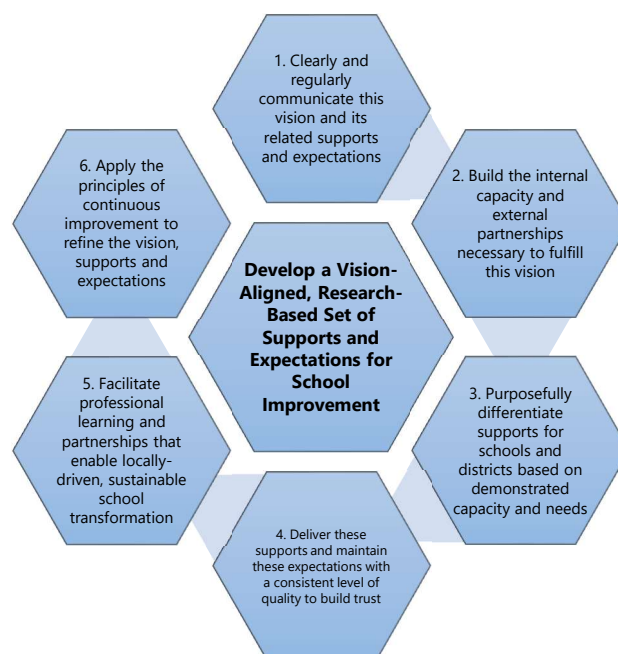 1. Clearly and
regularly
communicate this
vision and its
related supports
and expectations
2. Build the internal
capacity and
external
partnerships
necessary to fulfill
this vision
3. Purposefully
differentiate
supports for
schools and
districts based on
demonstrated
capacity and needs
4. Deliver these
supports and maintain
these expectations with
a consistent level of
quality to build trust
5. Facilitate
professional
learning and
partnerships that
enable locally-
driven, sustainable
school
transformation
6. Apply the
principles of
continuous
improvement to
refine the vision,
supports and
expectations
Develop a Vision-
Aligned, Research-
Based Set of
Supports and
Expectations for
School
Improvement